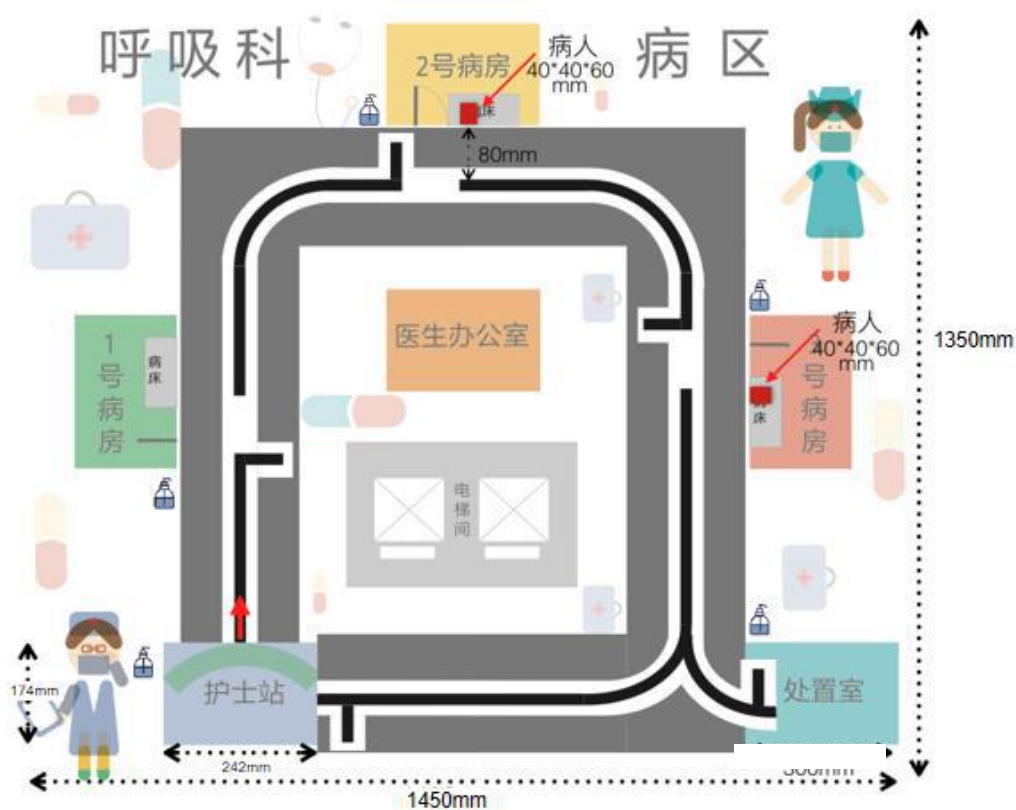 呼吸科
病区
2号病房
病人
40*40*60
mm
床
80mm
1号病房
病床
医生办公室
病人
40*40*60
mm
号病房
床
1350mm
电梯间
护士站
处置室
174mm
242mm
1450mm